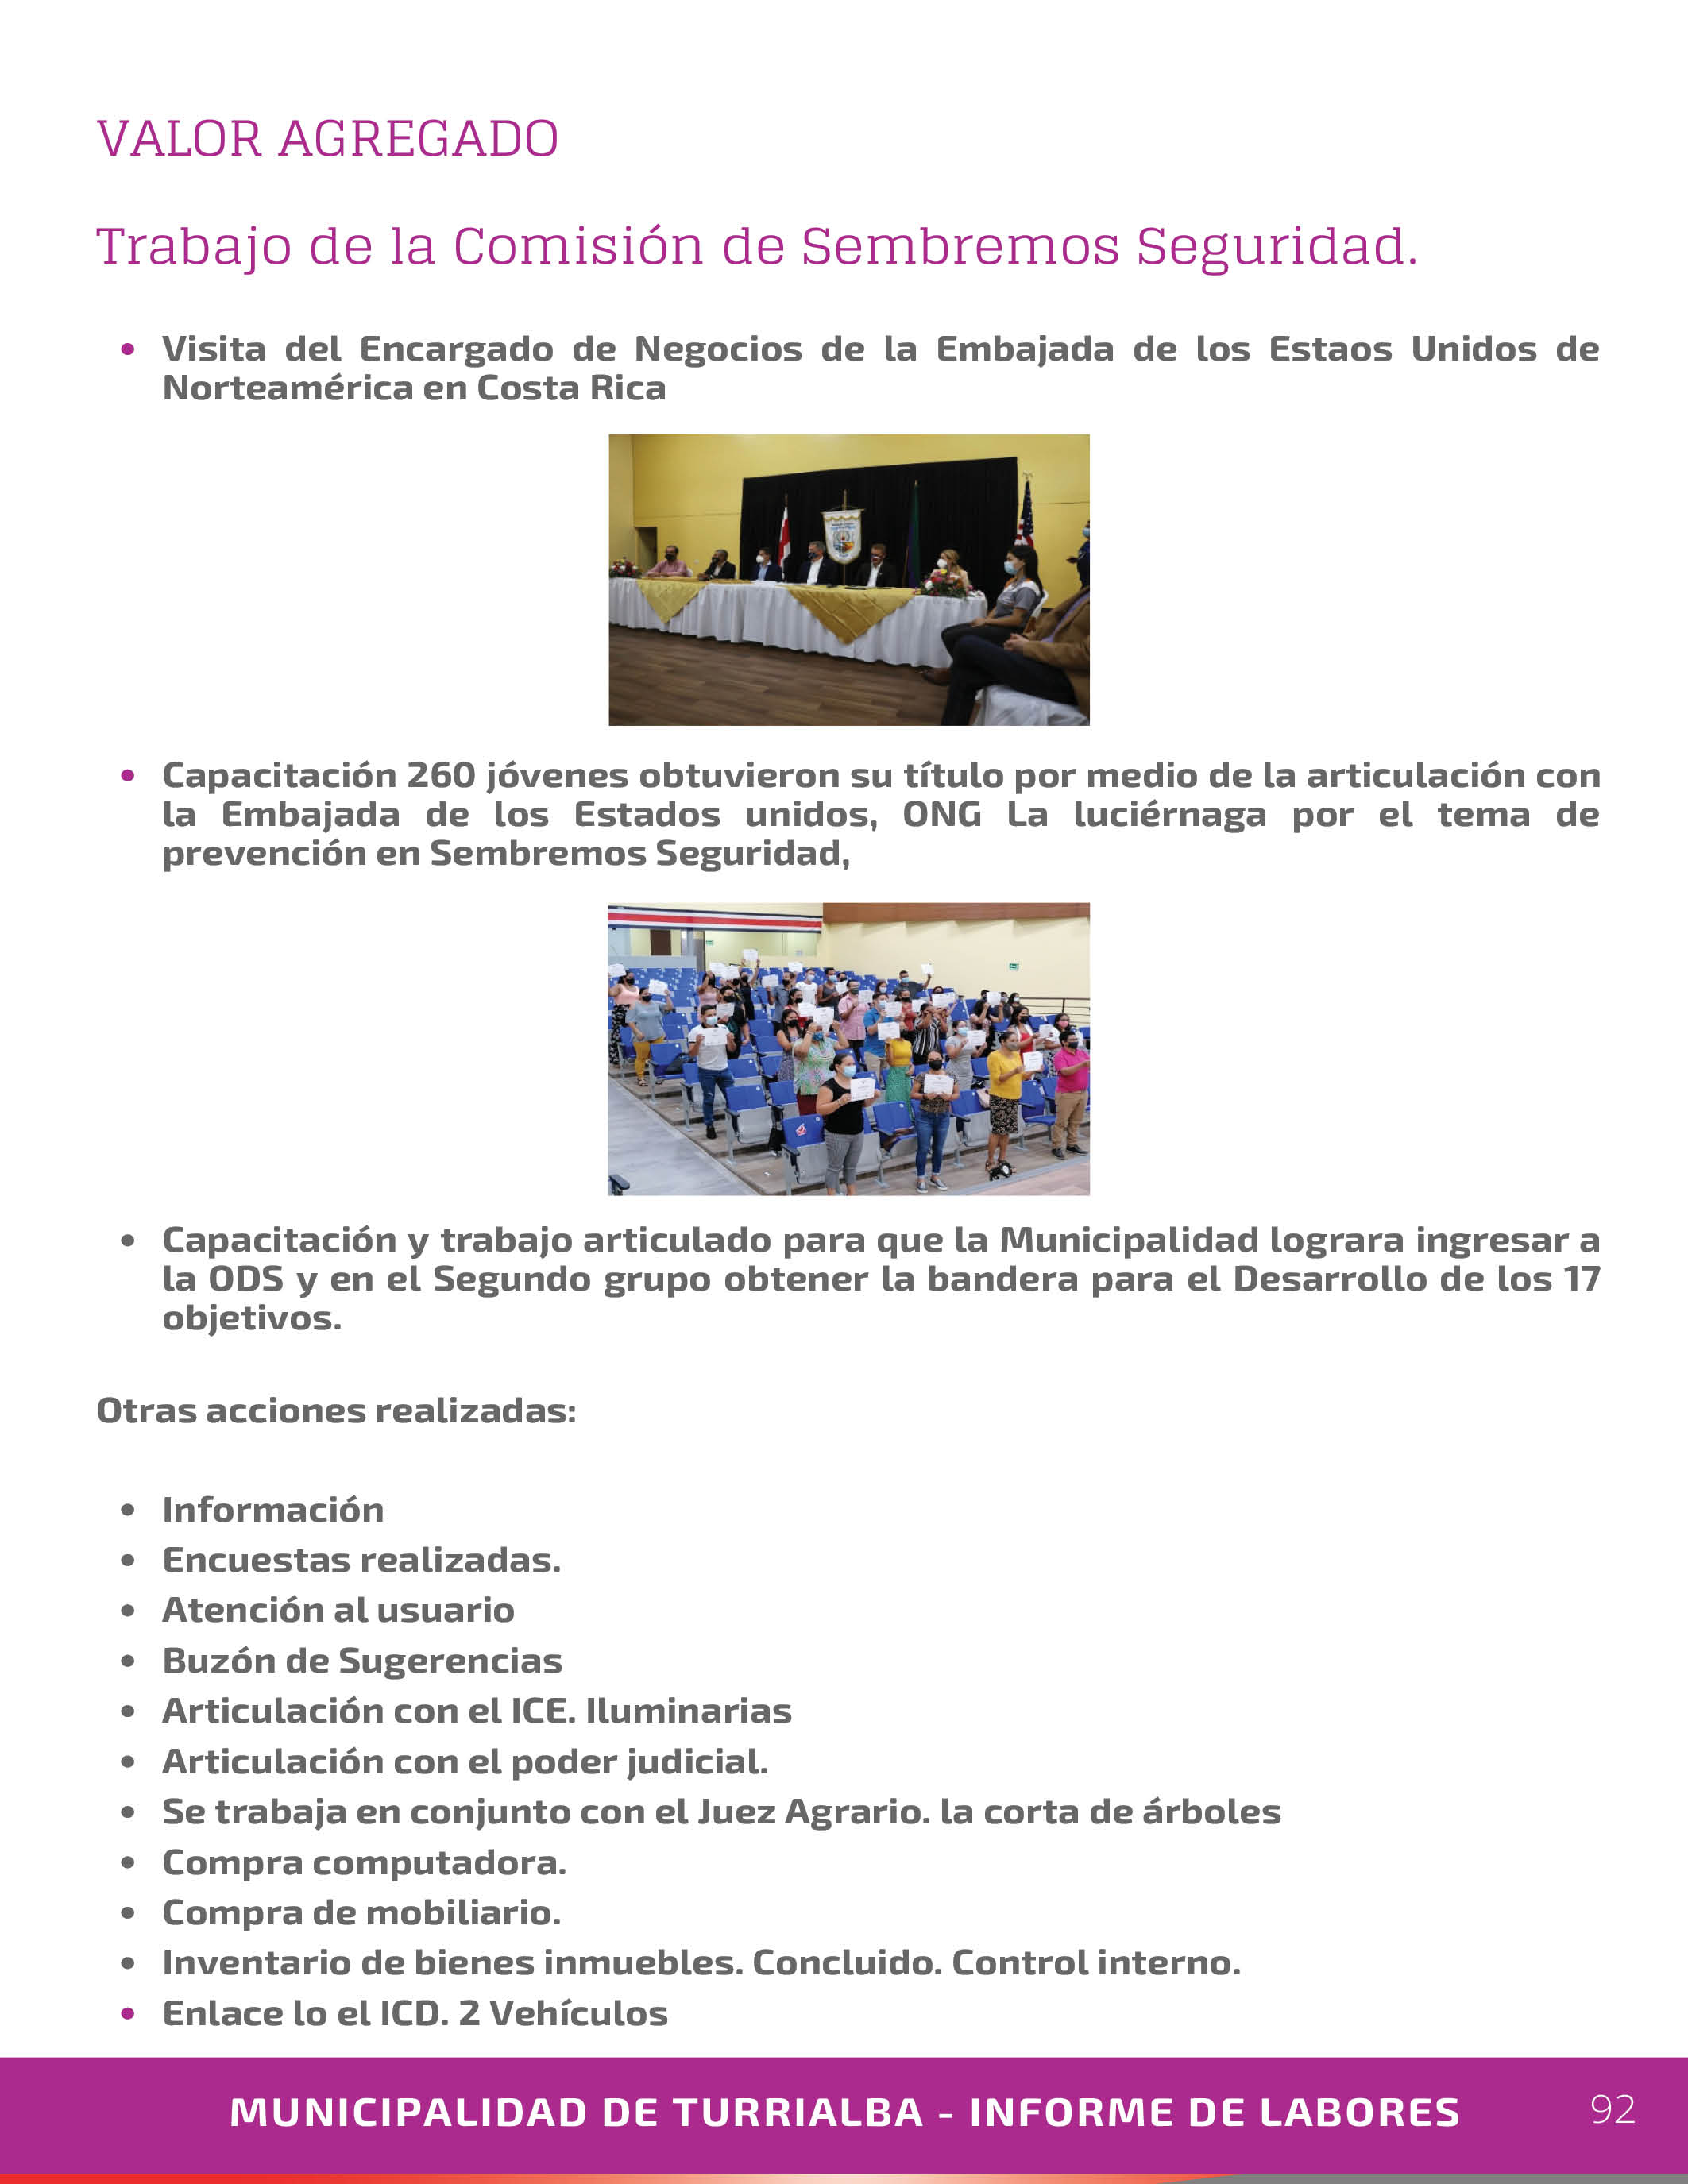 VALOR AGREGADO
Trabajo de la Comisión de Sembremos Seguridad.
• Visita del Encargado de Negocios de la Embajada de los Estaos Unidos de
Norteamérica en Costa Rica
• Capacitación 260 jóvenes obtuvieron su título por medio de la articulación con
la Embajada de los Estados unidos, ONG La luciérnaga por el tema de
prevención en Sembremos Seguridad,
• Capacitación y trabajo articulado para que la Municipalidad lograra ingresar a
la ODS y en el Segundo grupo obtener la bandera para el Desarrollo de los 17
objetivos.
Otras acciones realizadas:
• Información
• Encuestas realizadas.
• Atención al usuario
• Buzón de Sugerencias
• Articulación con el ICE. Iluminarias
• Articulación con el poder judicial.
• Se trabaja en conjunto con el Juez Agrario. la corta de árboles
• Compra computadora.
• Compra de mobiliario.
• Inventario de bienes inmuebles. Concluido. Control interno.
• Enlace lo el ICD. 2 Vehículos
MUNICIPALIDAD DE TURRIALBA - INFORME DE LABORES 92